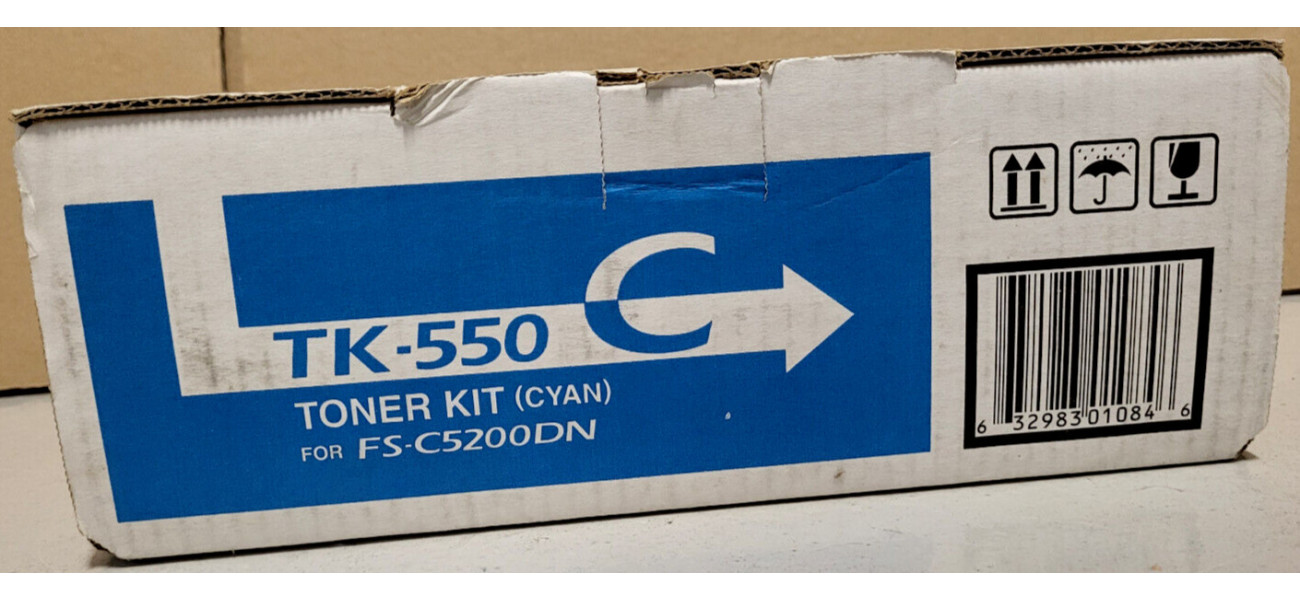 C
TK-550
TONER KIT (CYAN)
FOR FS-C5200DN
6 32983 01084 6